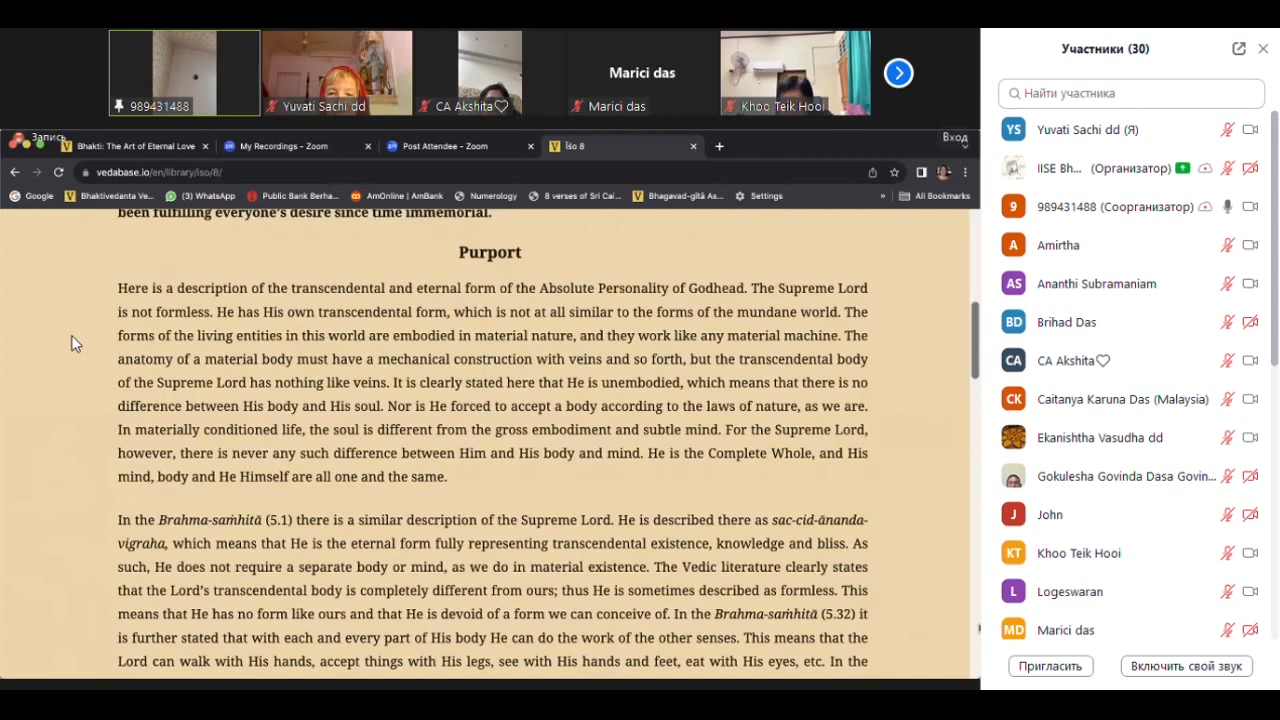 Marici das
989431488
Yuvati Sachi dd
CA Akshita♡
Marici das
Khoo Teik Hooi
Запись
Bhakti: The Art of Eternal Love
My Recordings - Zoom
Post Attendee - Zoom
Īśo 8
Вход
vedabase.io/en/library/iso/8/
Google
Bhaktivedanta Ve...
(3) WhatsApp
Public Bank Berha...
AmOnline | AmBank
Numerology
8 verses of Sri Cai...
Bhagavad-gītā As...
Settings
All Bookmarks
been fulfilling everyone's desire since time immemorial.
Purport
Here is a description of the transcendental and eternal form of the Absolute Personality of Godhead. The Supreme Lord
is not formless. He has His own transcendental form, which is not at all similar to the forms of the mundane world. The
forms of the living entities in this world are embodied in material nature, and they work like any material machine. The
anatomy of a material body must have a mechanical construction with veins and so forth, but the transcendental body
of the Supreme Lord has nothing like veins. It is clearly stated here that He is unembodied, which means that there is no
difference between His body and His soul. Nor is He forced to accept a body according to the laws of nature, as we are.
In materially conditioned life, the soul is different from the gross embodiment and subtle mind. For the Supreme Lord,
however, there is never any such difference between Him and His body and mind. He is the Complete Whole, and His
mind, body and He Himself are all one and the same.
In the Brahma-saṁhitā (5.1) there is a similar description of the Supreme Lord. He is described there as sac-cid-ānanda-
vigraha, which means that He is the eternal form fully representing transcendental existence, knowledge and bliss. As
such, He does not require a separate body or mind, as we do in material existence. The Vedic literature clearly states
that the Lord's transcendental body is completely different from ours; thus He is sometimes described as formless. This
means that He has no form like ours and that He is devoid of a form we can conceive of. In the Brahma-saṁhitā (5.32) it
is further stated that with each and every part of His body He can do the work of the other senses. This means that the
Lord can walk with His hands, accept things with His legs, see with His hands and feet, eat with His eyes, etc. In the
Участники (30)
Найти участника
YS Yuvati Sachi dd (Я)
IISE Bh... (Организатор)
9 989431488 (Соорганизатор)
A Amirtha
AS Ananthi Subramaniam
BD Brihad Das
CA CA Akshita♡
CK Caitanya Karuna Das (Malaysia)
Ekanishtha Vasudha dd
Gokulesha Govinda Dasa Govin...
J John
KT Khoo Teik Hooi
L Logeswaran
MD Marici das
Пригласить
Включить свой звук